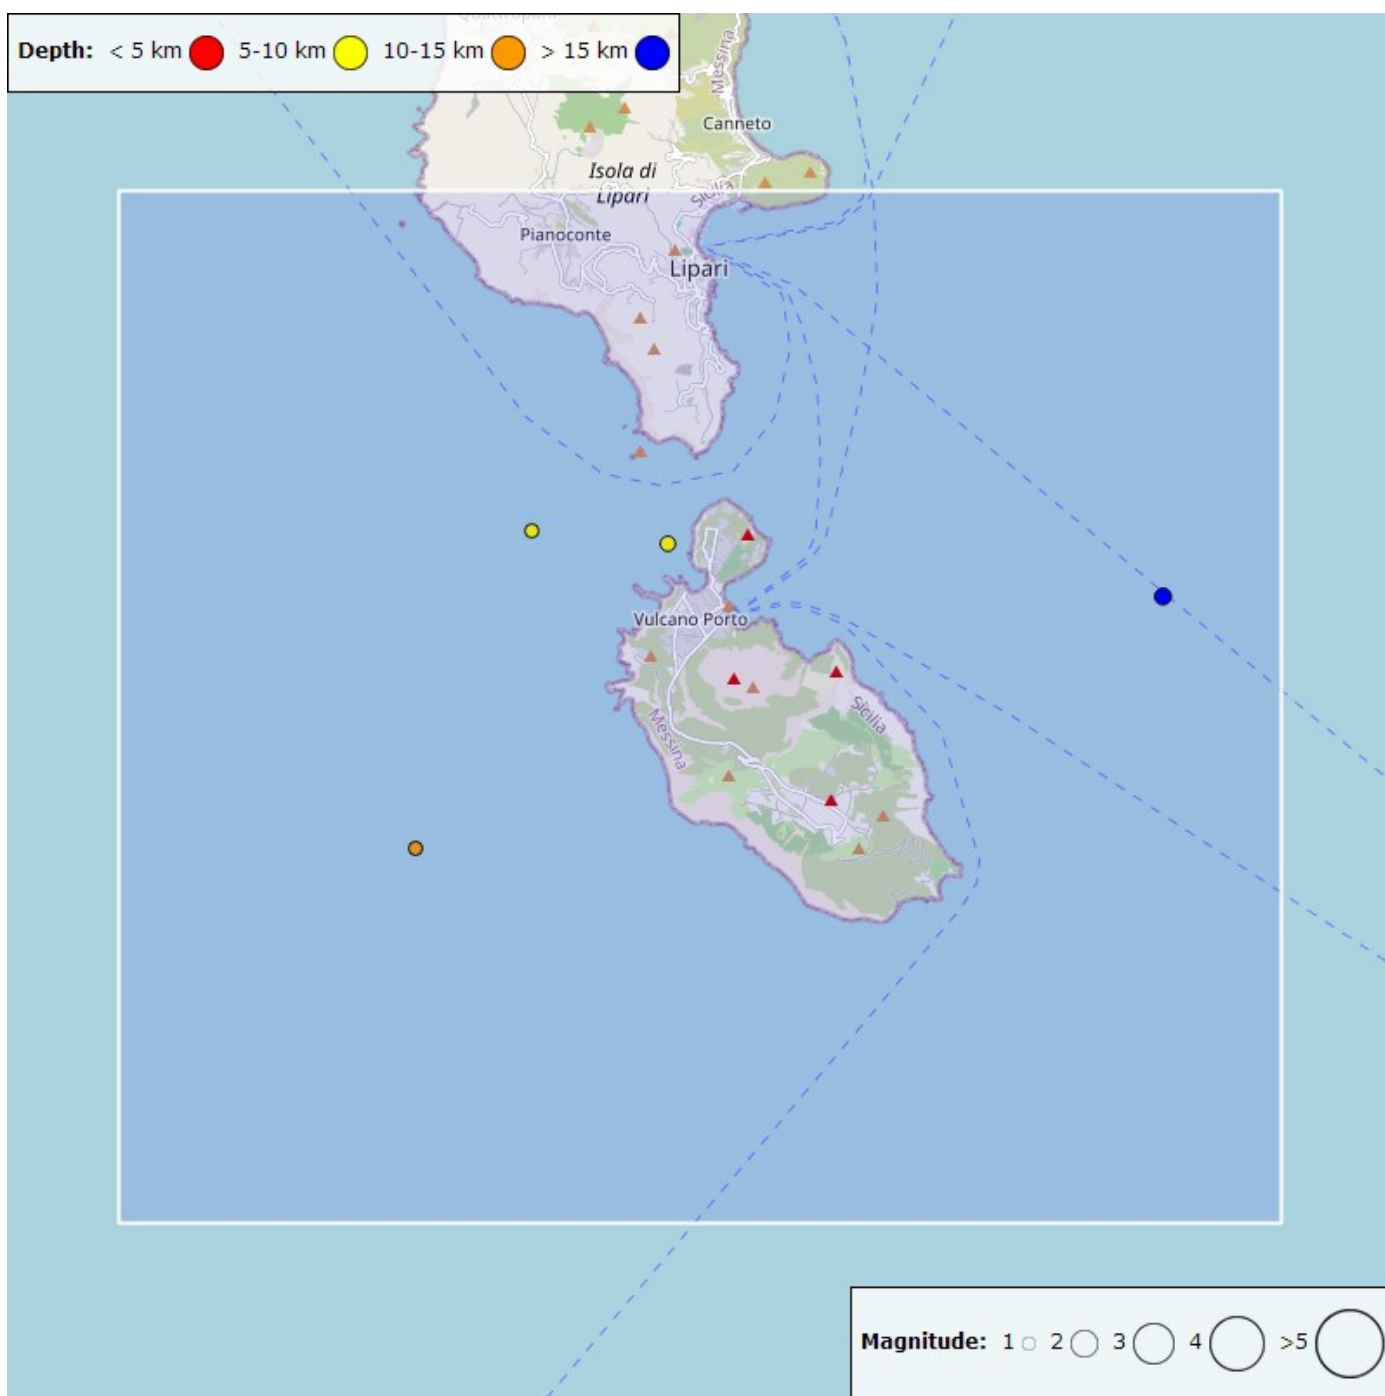 Quattropani
Depth: < 5 km 5-10 km 10-15 km > 15 km
Messina
Canneto
Isola di
Lipari
Sicilia
Pianoconte
Lipari
Vulcano Porto
Sicilia
Messina
Magnitude: 1 2 3 4 >5